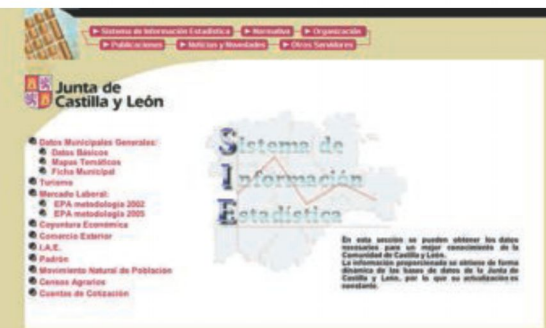 Sistema de Información Estadística Normativa Organización
Publicaciones Noticias y Novedades Otros Servidores
Junta de
Castilla y León
Datos Municipales Generales:
Datos Básicos
Mapas Temáticos
Ficha Municipal
Turismo
Mercado Laboral:
EPA metodología 2002
EPA metodología 2005
Coyuntura Económica
Comercio Exterior
I.A.E.
Padrón
Movimiento Natural de Población
Censos Agrarios
Cuentas de Cotización
Sistema de
Información
Estadística
En esta sección se pueden obtener los datos
necesarios para un mejor conocimiento de la
Comunidad de Castilla y León.
La información proporcionada se obtiene de forma
dinámica de las bases de datos de la Junta de
Castilla y León, por lo que su actualización es
constante.